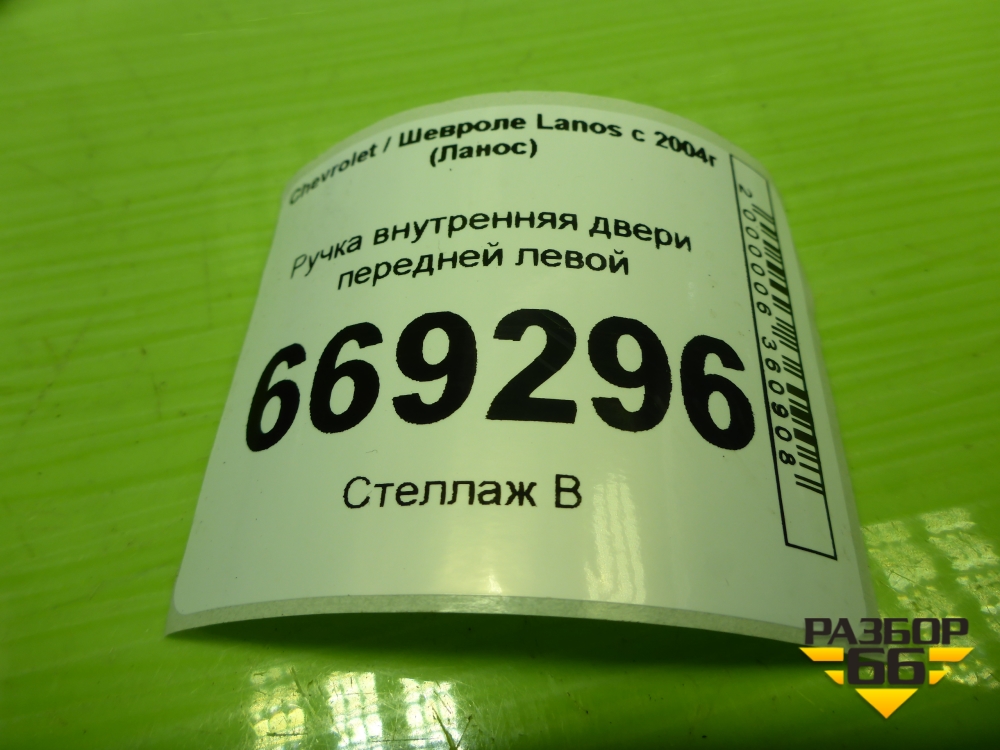 Chevrolet / Шевроле Lanos с 2004г
(Ланос)
Ручка внутренняя двери
передней левой
669296
Стеллаж В
2000006360908
РАЗБОР
66